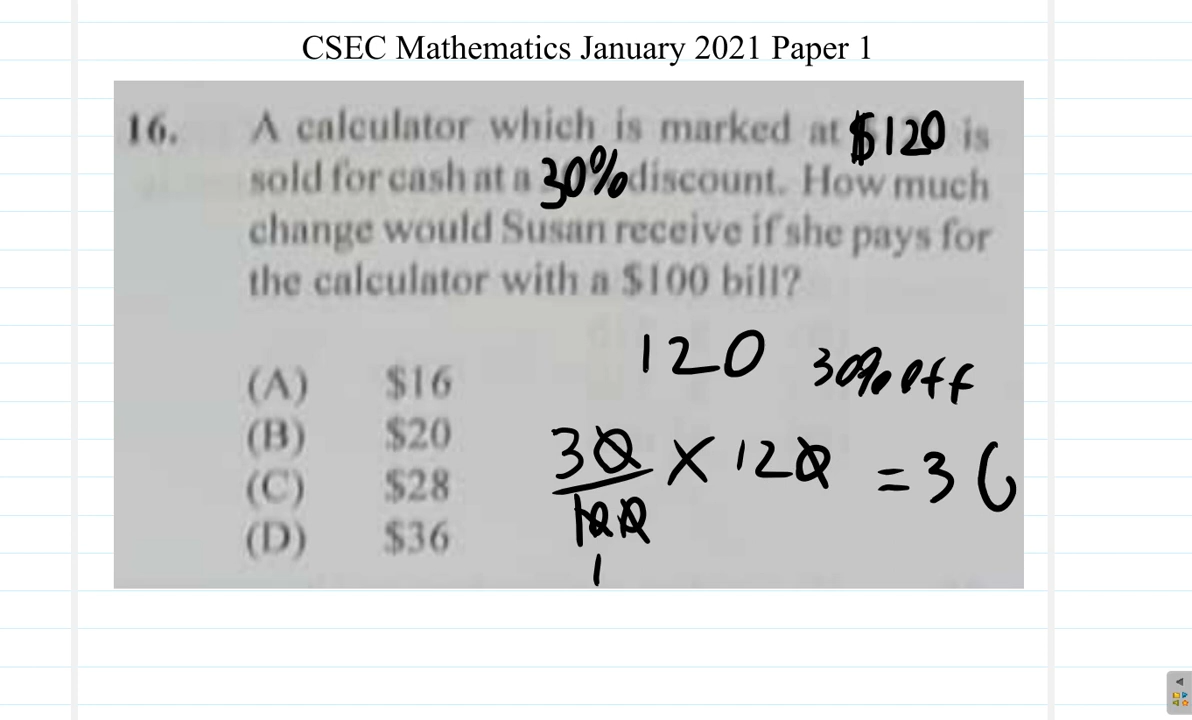 CSEC Mathematics January 2021 Paper 1
16. A calculator which is marked at $120 is
sold for cash at a 30% discount. How much
change would Susan receive if she pays for
the calculator with a $100 bill?
120 30% off
(A) $16
(B) $20
(C) $28
(D) $36
30/100 x 120 = 36
1